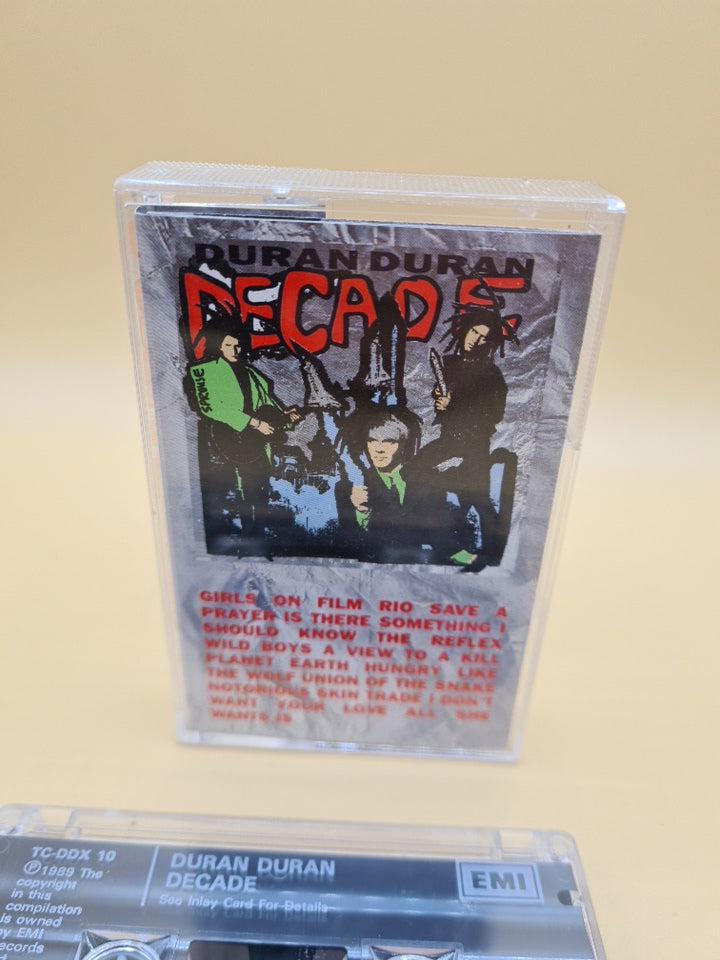 DURAN DURAN
DECADE
SPROUSE
GIRLS ON FILM RIO SAVE A
PRAYER IS THERE SOMETHING I
SHOULD KNOW THE REFLEX
WILD BOYS A VIEW TO A KILL
PLANET EARTH HUNGRY LIKE
THE WOLF UNION OF THE SNAKE
NOTORIOUS SKIN TRADE I DON'T
WANT YOUR LOVE ALL SHE
WANTS IS
TC-DDX 10
℗1989 The
copyright
in this
compilation
is owned
by EMI
Records
DURAN DURAN
DECADE
See Inlay Card For Details
EMI